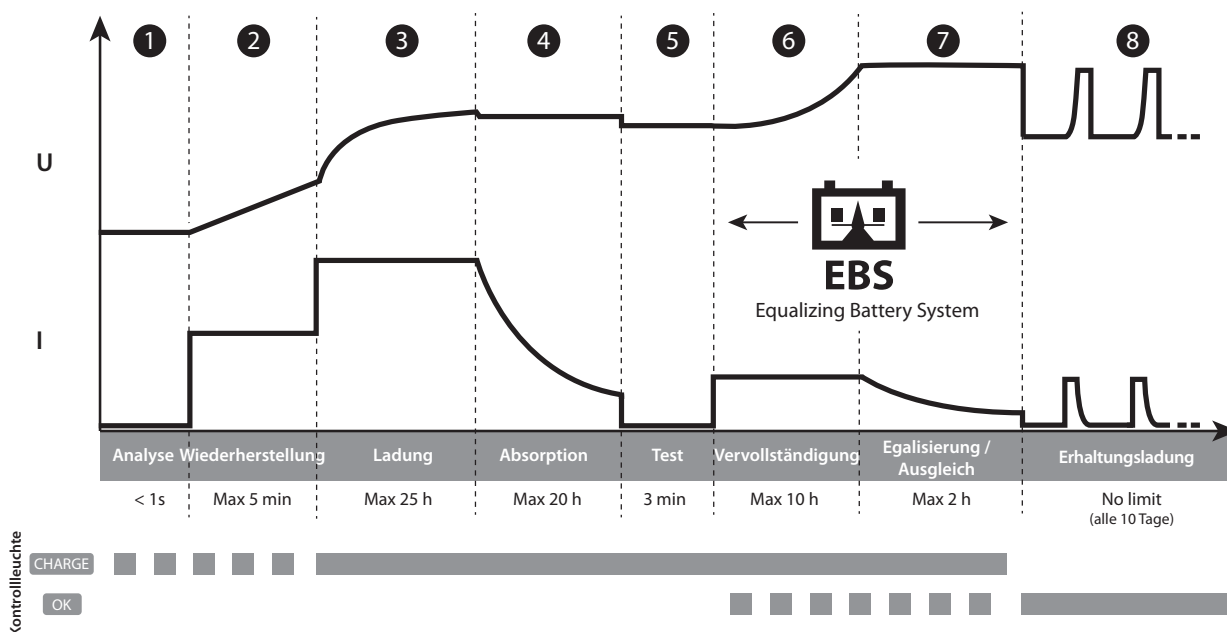 1 2 3 4 5 6 7 8
U
EBS
Equalizing Battery System
I
Analyse Wiederherstellung Ladung Absorption Test Vervollständigung Egalisierung / Ausgleich Erhaltungsladung
< 1s Max 5 min Max 25 h Max 20 h 3 min Max 10 h Max 2 h No limit
(alle 10 Tage)
Kontrollleuchte
CHARGE
OK